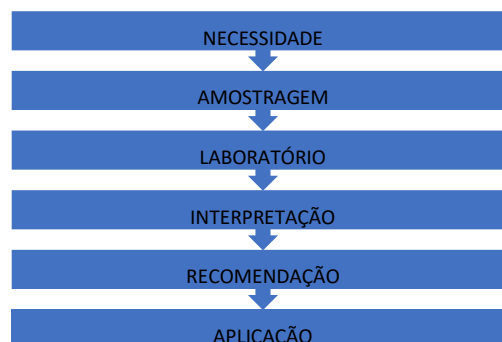 NECESSIDADE
AMOSTRAGEM
LABORATÓRIO
INTERPRETAÇÃO
RECOMENDAÇÃO
APLICAÇÃO